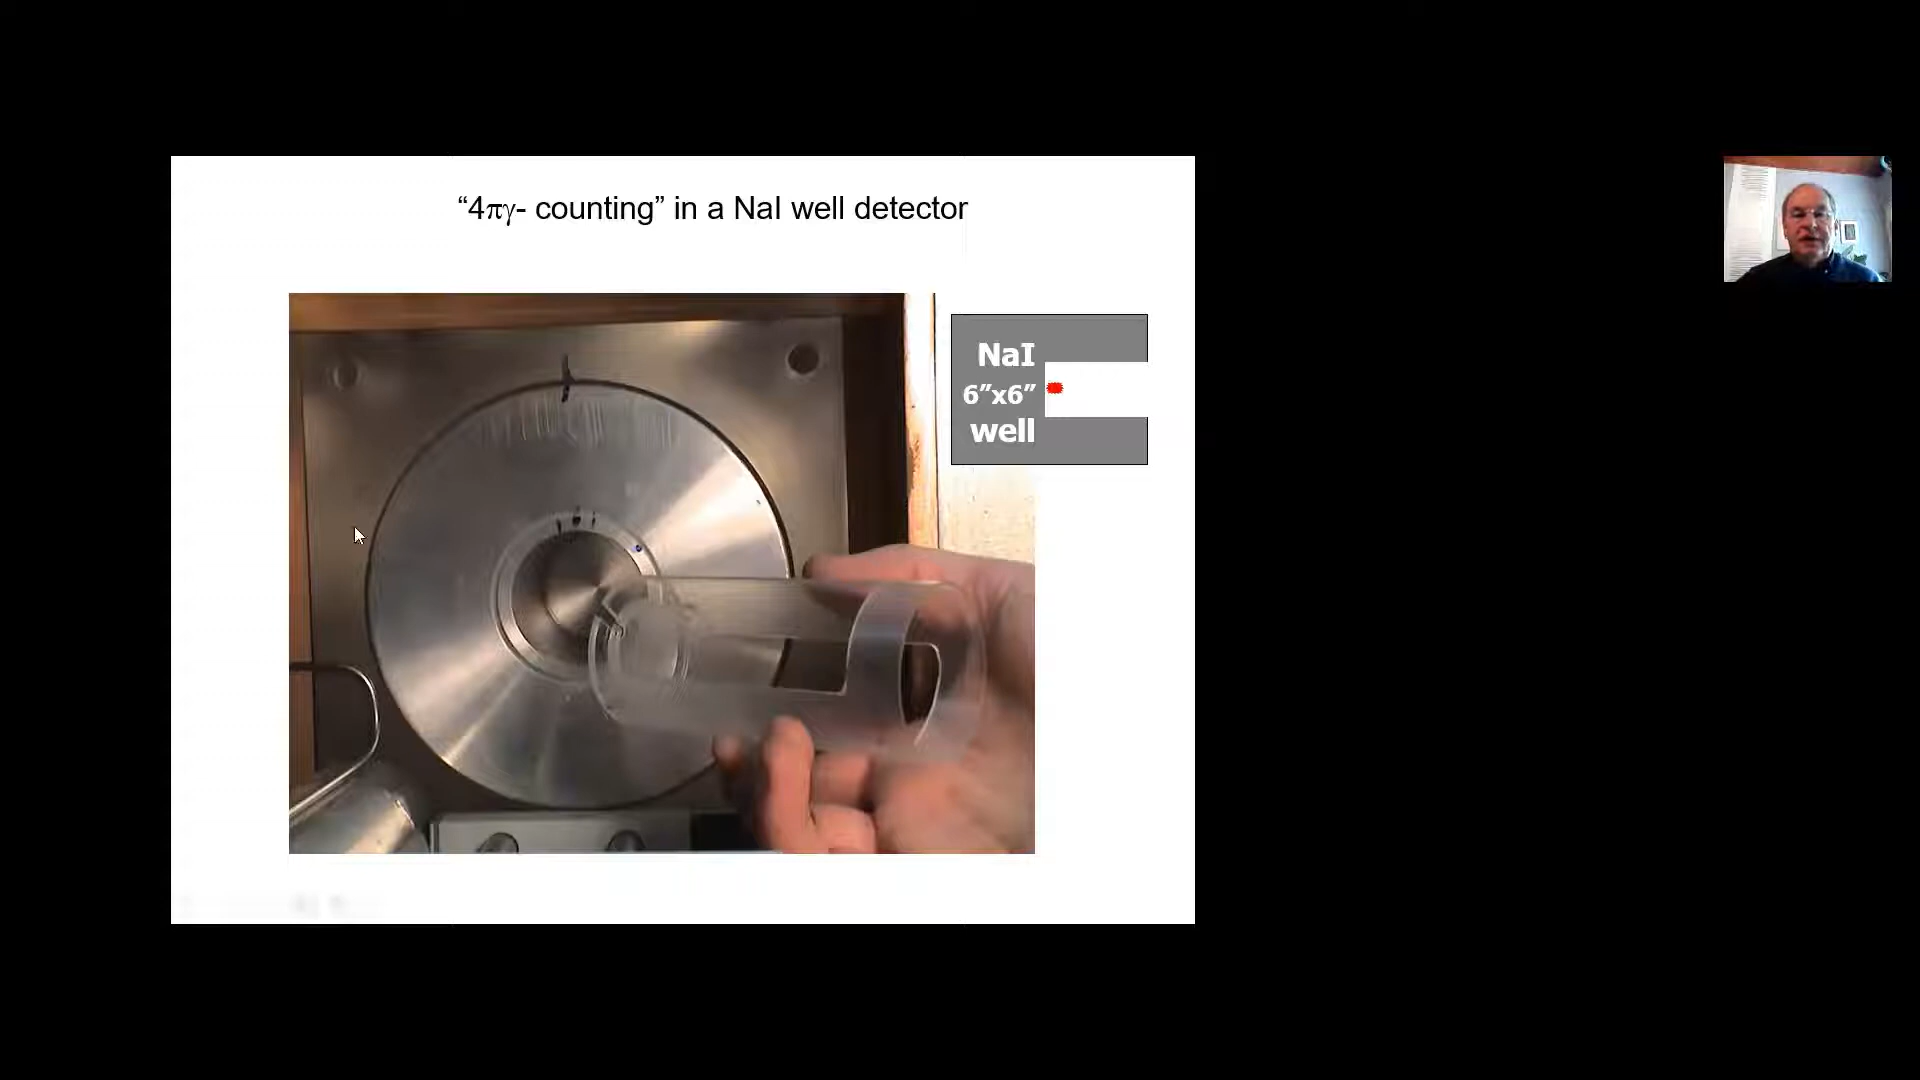 “4πγ- counting” in a NaI well detector
NaI
6”x6”
well